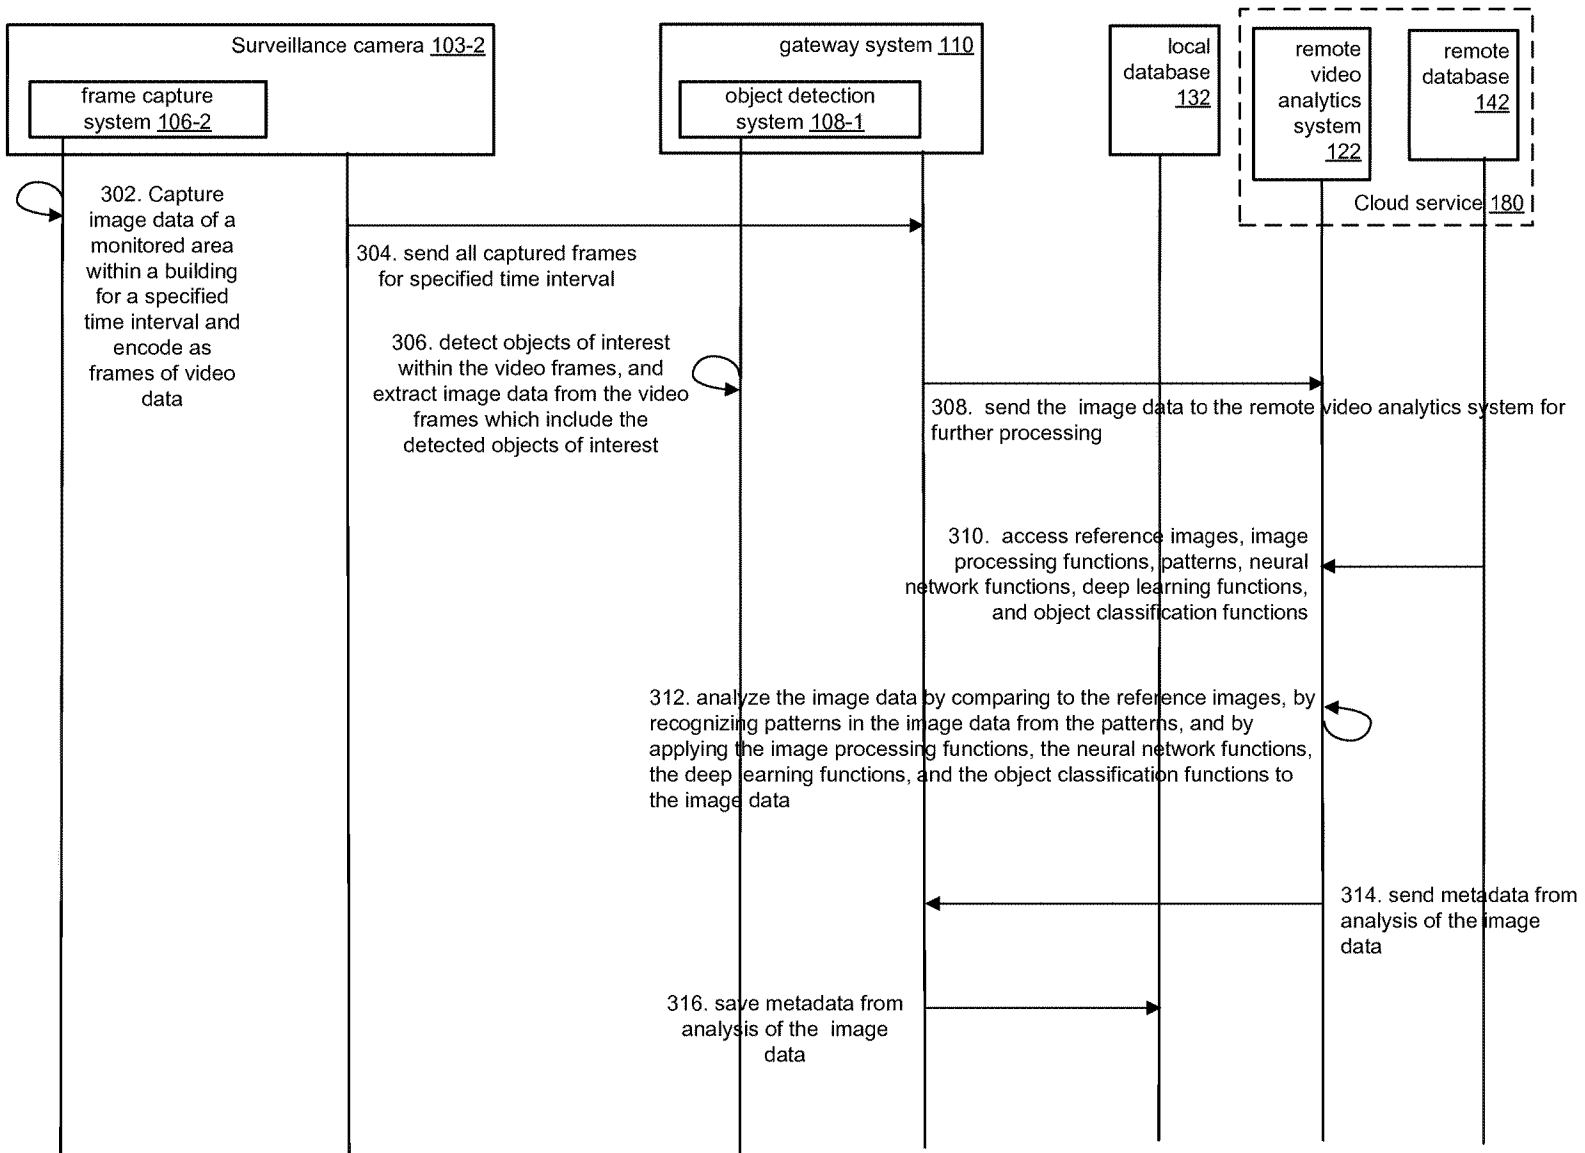 Surveillance camera 103-2
frame capture
system 106-2
gateway system 110
object detection
system 108-1
local
database
132
remote
video
analytics
system
122
remote
database
142
Cloud service 180
302. Capture
image data of a
monitored area
within a building
for a specified
time interval and
encode as
frames of video
data
304. send all captured frames
for specified time interval
306. detect objects of interest
within the video frames, and
extract image data from the video
frames which include the
detected objects of interest
308. send the image data to the remote video analytics system for
further processing
310. access reference images, image
processing functions, patterns, neural
network functions, deep learning functions,
and object classification functions
312. analyze the image data by comparing to the reference images, by
recognizing patterns in the image data from the patterns, and by
applying the image processing functions, the neural network functions,
the deep learning functions, and the object classification functions to
the image data
314. send metadata from
analysis of the image
data
316. save metadata from
analysis of the image
data